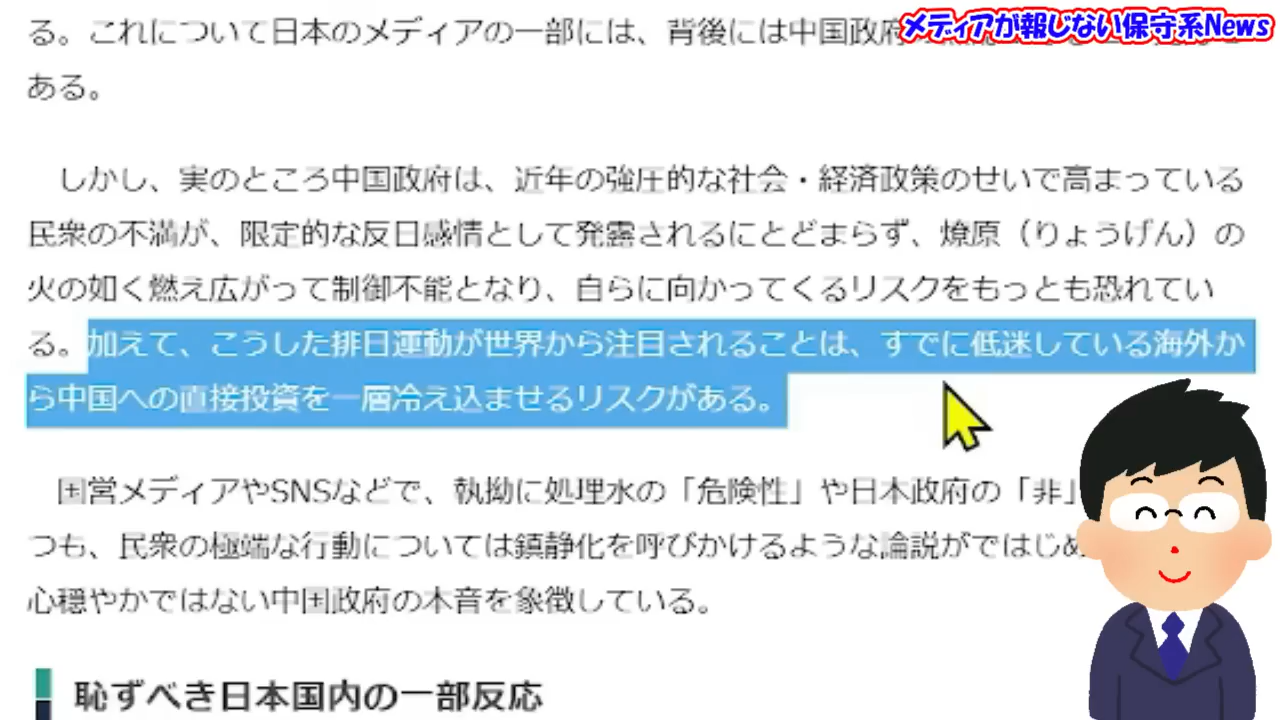 メディアが報じない保守系News
る。これについて日本のメディアの一部には、背後には中国政府
ある。
しかし、実のところ中国政府は、近年の強圧的な社会・経済政策のせいで高まっている
民衆の不満が、限定的な反日感情として発露されるにとどまらず、燎原（りょうげん）の
火の如く燃え広がって制御不能となり、自らに向かってくるリスクをもっとも恐れてい
る。加えて、こうした排日運動が世界から注目されることは、すでに低迷している海外か
ら中国への直接投資を一層冷え込ませるリスクがある。
国営メディアやSNSなどで、執拗に処理水の「危険性」や日本政府の「非」
つも、民衆の極端な行動については鎮静化を呼びかけるような論説がではじめ
心穏やかではない中国政府の本音を象徴している。
恥ずべき日本国内の一部反応